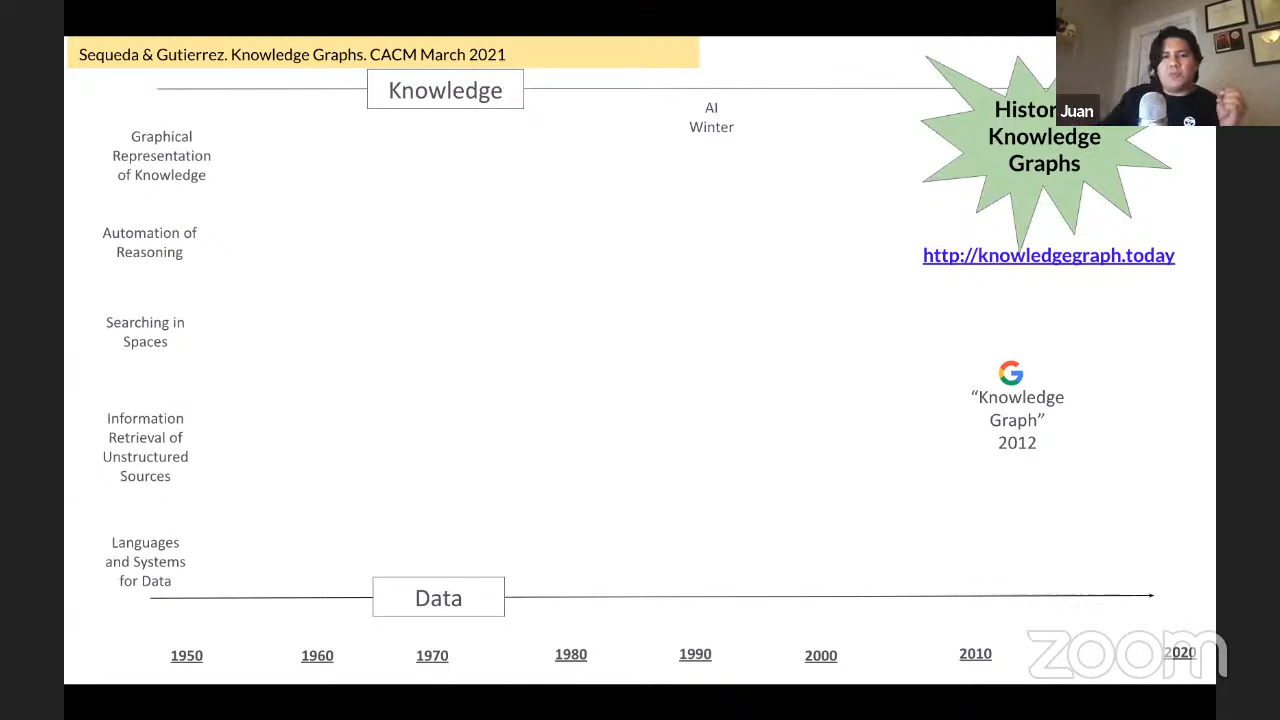 Sequeda & Gutierrez. Knowledge Graphs. CACM March 2021
Knowledge
AI
Winter
Juan
Histor
Knowledge
Graphs
http://knowledgegraph.today
Graphical
Representation
of Knowledge
Automation of
Reasoning
Searching in
Spaces
“Knowledge
Graph”
2012
Information
Retrieval of
Unstructured
Sources
Languages
and Systems
for Data
Data
1950
1960
1970
1980
1990
2000
2010
2020
zoom